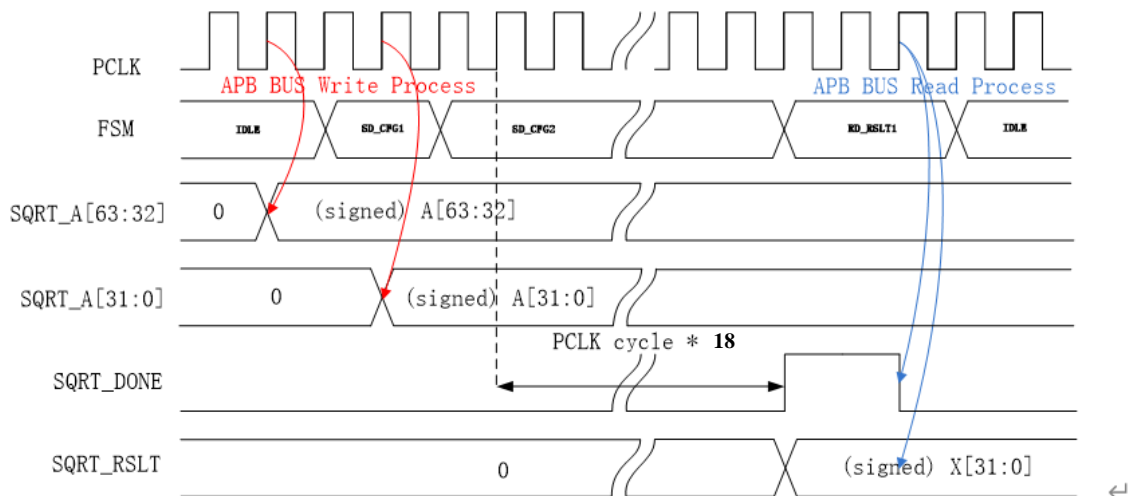 PCLK
APB BUS Write Process
APB BUS Read Process
FSM
IDLE
SD_CFG1
SD_CFG2
RD_RSLT1
IDLE
SQRT_A[63:32]
0
(signed) A[63:32]
SQRT_A[31:0]
0
(signed) A[31:0]
PCLK cycle * 18
SQRT_DONE
SQRT_RSLT
0
(signed) X[31:0]